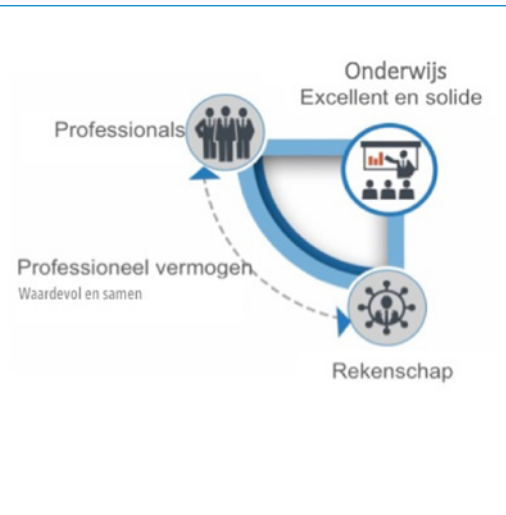 Onderwijs
Excellent en solide
Professionals
Professioneel vermogen
Waardevol en samen
Rekenschap